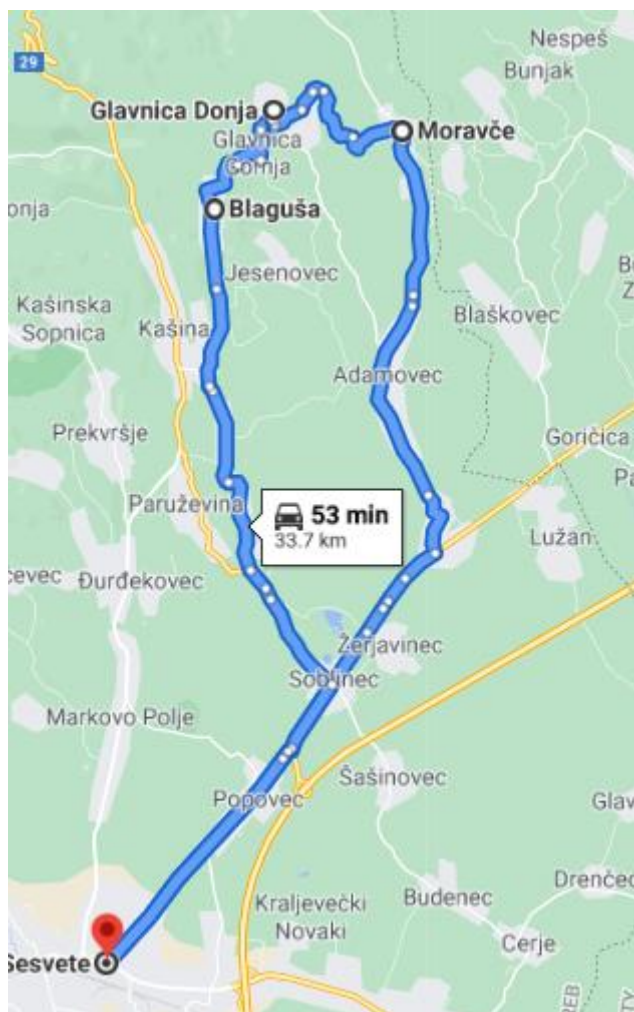 Nespeš
29
Bunjak
Glavnica Donja
Moravče
Glavnica
Gornja
Blaguša
onja
Jesenovec
Kašinska
Sopnica
Kašina
Blaškovec
Adamovec
Prekvršje
Goričica
Paruževina
53 min
33.7 km
Lužan
Đurđekovec
Žerjavinec
Soblinec
Markovo Polje
Šašinovec
Popovec
Glav
Drenčec
Kraljevečki
Novaki
Budenec
Cerje
Sesvete